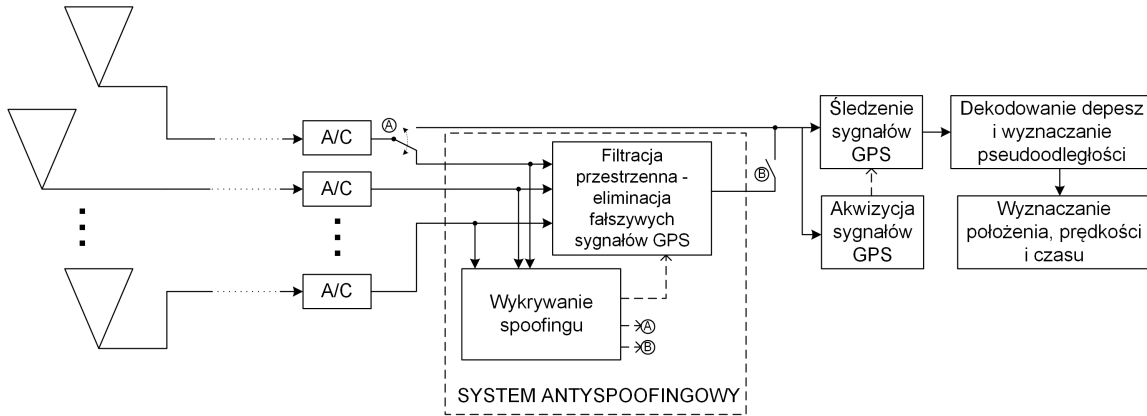 A/C
A/C
A/C
A
Filtracja
przestrzenna -
eliminacja
fałszywych
sygnałów GPS
B
Wykrywanie
spoofingu
A
B
SYSTEM ANTYSPOOFINGOWY
Śledzenie
sygnałów
GPS
Akwizycja
sygnałów
GPS
Dekodowanie depesz
i wyznaczanie
pseudoodległości
Wyznaczanie
położenia, prędkości
i czasu